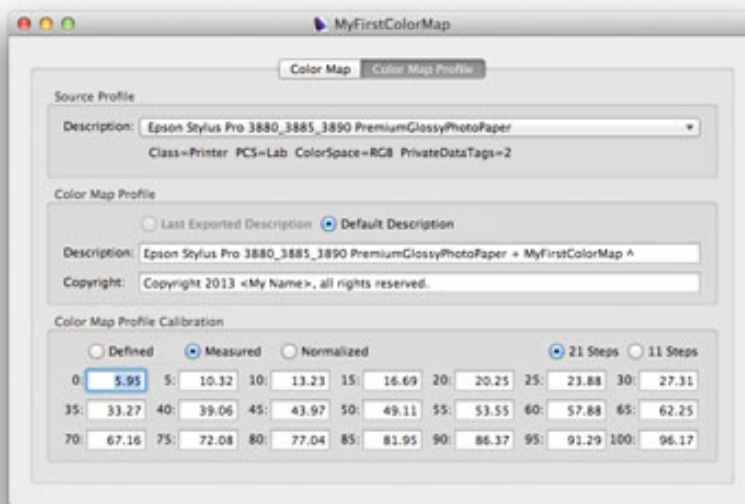 MyFirstColorMap
Color Map Color Map Profile
Source Profile
Description: Epson Stylus Pro 3880_3885_3890 PremiumGlossyPhotoPaper
Class=Printer PCS=Lab ColorSpace=RGB PrivateDataTags=2
Color Map Profile
Last Exported Description Default Description
Description: Epson Stylus Pro 3880_3885_3890 PremiumGlossyPhotoPaper + MyFirstColorMap ^
Copyright: Copyright 2013 <My Name>, all rights reserved.
Color Map Profile Calibration
Defined Measured Normalized 21 Steps 11 Steps
0: 5.95 5: 10.32 10: 13.23 15: 16.69 20: 20.25 25: 23.88 30: 27.31
35: 33.27 40: 39.06 45: 43.97 50: 49.11 55: 53.55 60: 57.88 65: 62.25
70: 67.16 75: 72.08 80: 77.04 85: 81.95 90: 86.37 95: 91.29 100: 96.17